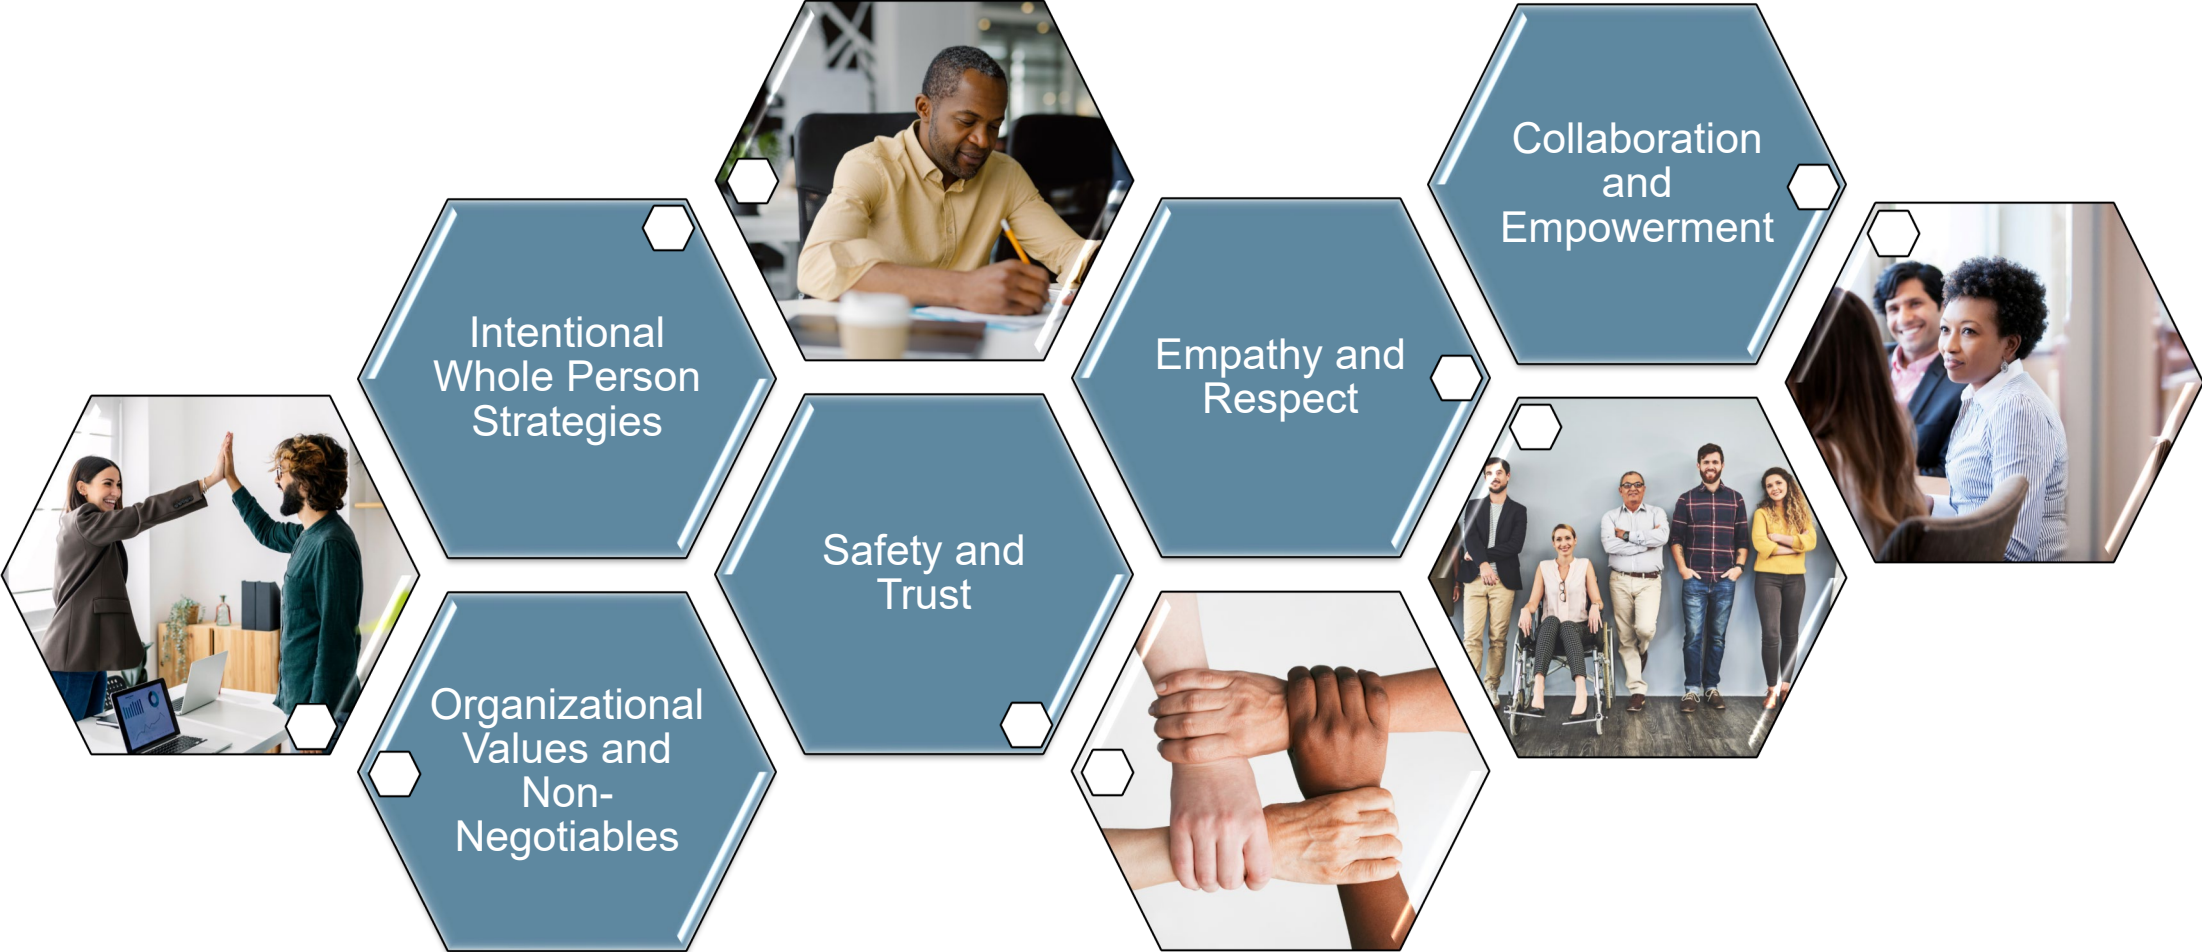 Intentional
Whole Person
Strategies
Organizational
Values and
Non-
Negotiables
Safety and
Trust
Empathy and
Respect
Collaboration
and
Empowerment